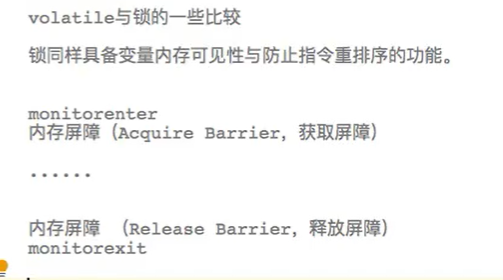 volatile与锁的一些比较
锁同样具备变量内存可见性与防止指令重排序的功能。
monitorenter
内存屏障（Acquire Barrier，获取屏障）
......
内存屏障 （Release Barrier，释放屏障）
monitorexit